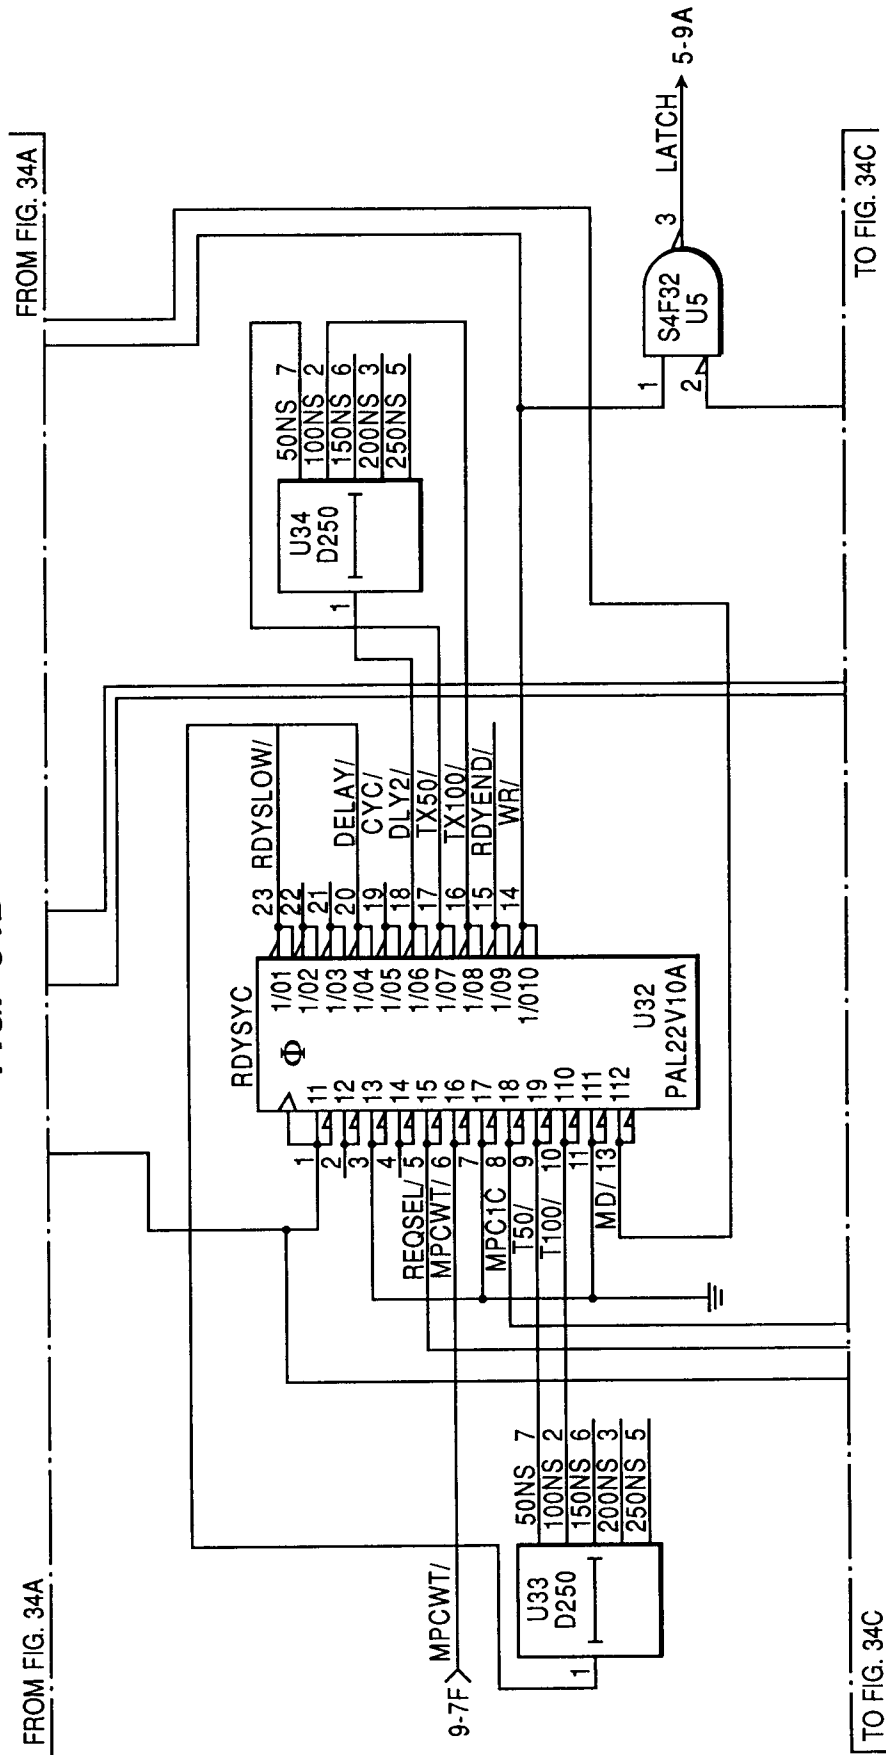 FROM FIG. 34A
FROM FIG. 34A
RDYSYC
Φ
11
12
13
14
15
16
17
18
19
110
111
112
1/01
1/02
1/03
1/04
1/05
1/06
1/07
1/08
1/09
1/010
U32
PAL22V10A
1
2
3
4
REQSEL/ 5
MPCWT/ 6
7
MPC1C 8
T50/ 9
T100/ 10
11
MD/ 13
23 RDYSLOW/
22
21
20 DELAY/
19 CYC/
18 DLY2/
17 TX50/
16 TX100/
15 RDYEND/
14 WR/
U34
D250
1
50NS 7
100NS 2
150NS 6
200NS 3
250NS 5
9-7F MPCWT/
U33
D250
1
50NS 7
100NS 2
150NS 6
200NS 3
250NS 5
1
2
S4F32
U5
3 LATCH 5-9A
TO FIG. 34C
TO FIG. 34C